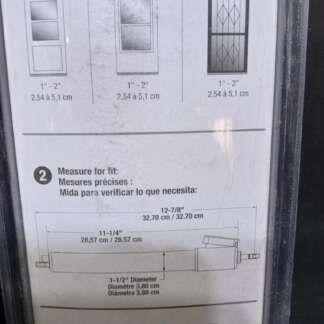 1" - 2" 1" - 2" 1" - 2"
2.54 à 5,1 cm 2.54 à 5,1 cm 2.54 à 5,1 cm
2 Measure for fit:
Mesures précises :
Mida para verificar lo que necesita:
12-7/8"
32.70 cm / 32.70 cm
11-1/4"
28,57 cm / 28.57 cm
1-1/2" Diameter
Diamètre 3,80 cm
Diámetro 3.80 cm